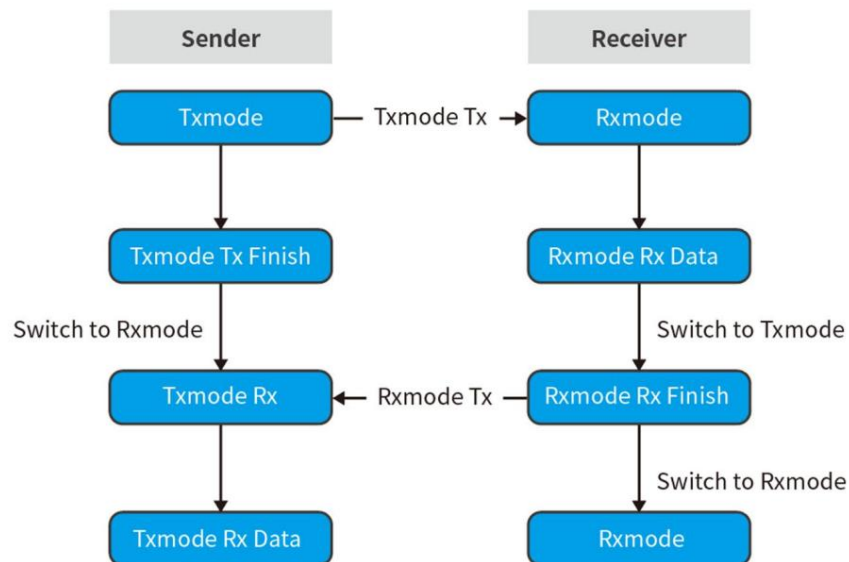 Sender
Receiver
Txmode
Txmode Tx
Rxmode
Txmode Tx Finish
Rxmode Rx Data
Switch to Rxmode
Switch to Txmode
Txmode Rx
Rxmode Tx
Rxmode Rx Finish
Switch to Rxmode
Txmode Rx Data
Rxmode